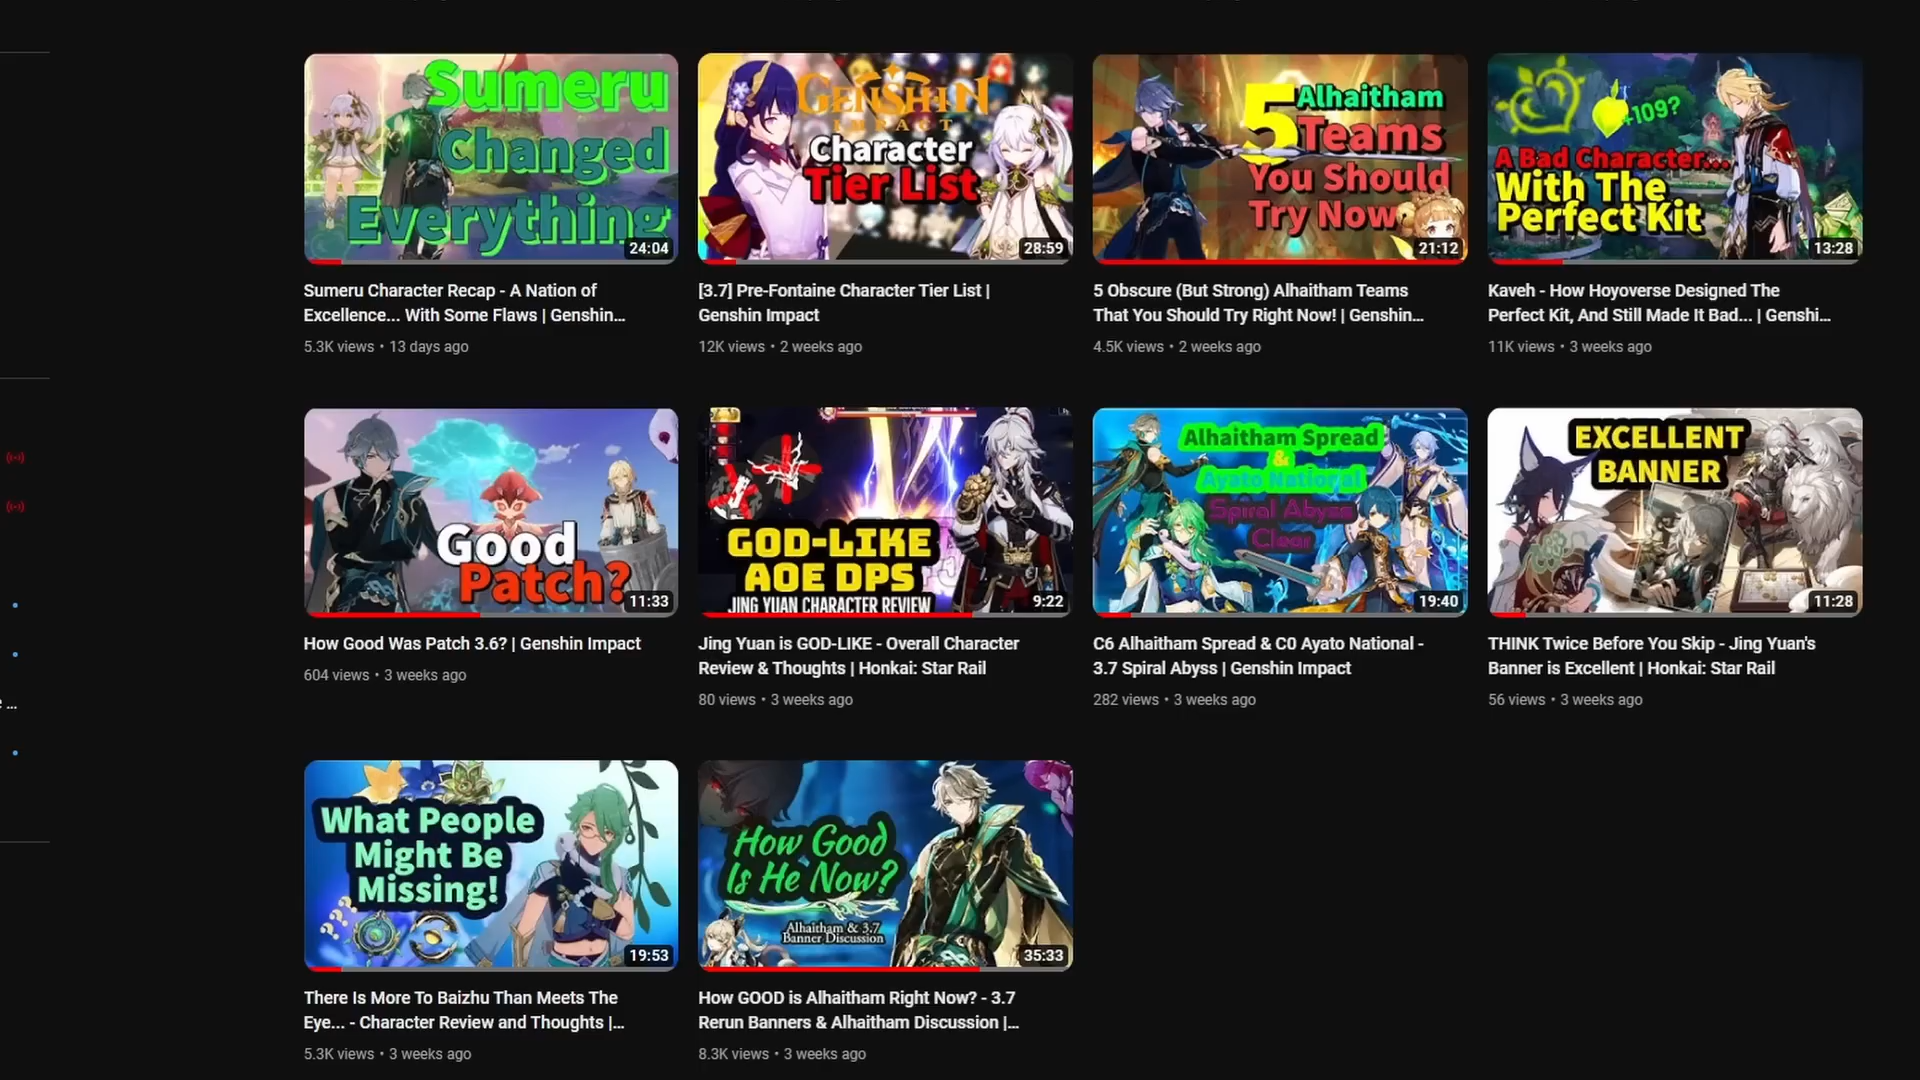 Sumeru
Changed
Everything
24:04
Sumeru Character Recap - A Nation of
Excellence... With Some Flaws | Genshin...
5.3K views • 13 days ago
GENSHIN
IMPACT
Character
Tier List
28:59
[3.7] Pre-Fontaine Character Tier List |
Genshin Impact
12K views • 2 weeks ago
5 Alhaitham
Teams
You Should
Try Now
21:12
5 Obscure (But Strong) Alhaitham Teams
That You Should Try Right Now! | Genshin...
4.5K views • 2 weeks ago
+109?
A Bad Character...
With The
Perfect Kit
13:28
Kaveh - How Hoyoverse Designed The
Perfect Kit, And Still Made It Bad... | Genshi...
11K views • 3 weeks ago
Good
Patch?
11:33
How Good Was Patch 3.6? | Genshin Impact
604 views • 3 weeks ago
GOD-LIKE
AOE DPS
JING YUAN CHARACTER REVIEW
9:22
Jing Yuan is GOD-LIKE - Overall Character
Review & Thoughts | Honkai: Star Rail
80 views • 3 weeks ago
Alhaitham Spread
&
Ayato National
Spiral Abyss
Clear
19:40
C6 Alhaitham Spread & C0 Ayato National -
3.7 Spiral Abyss | Genshin Impact
282 views • 3 weeks ago
EXCELLENT
BANNER
11:28
THINK Twice Before You Skip - Jing Yuan's
Banner is Excellent | Honkai: Star Rail
56 views • 3 weeks ago
What People
Might Be
Missing!
???
19:53
There Is More To Baizhu Than Meets The
Eye... - Character Review and Thoughts |...
5.3K views • 3 weeks ago
How Good
Is He Now?
Alhaitham & 3.7
Banner Discussion
35:33
How GOOD is Alhaitham Right Now? - 3.7
Rerun Banners & Alhaitham Discussion |...
8.3K views • 3 weeks ago